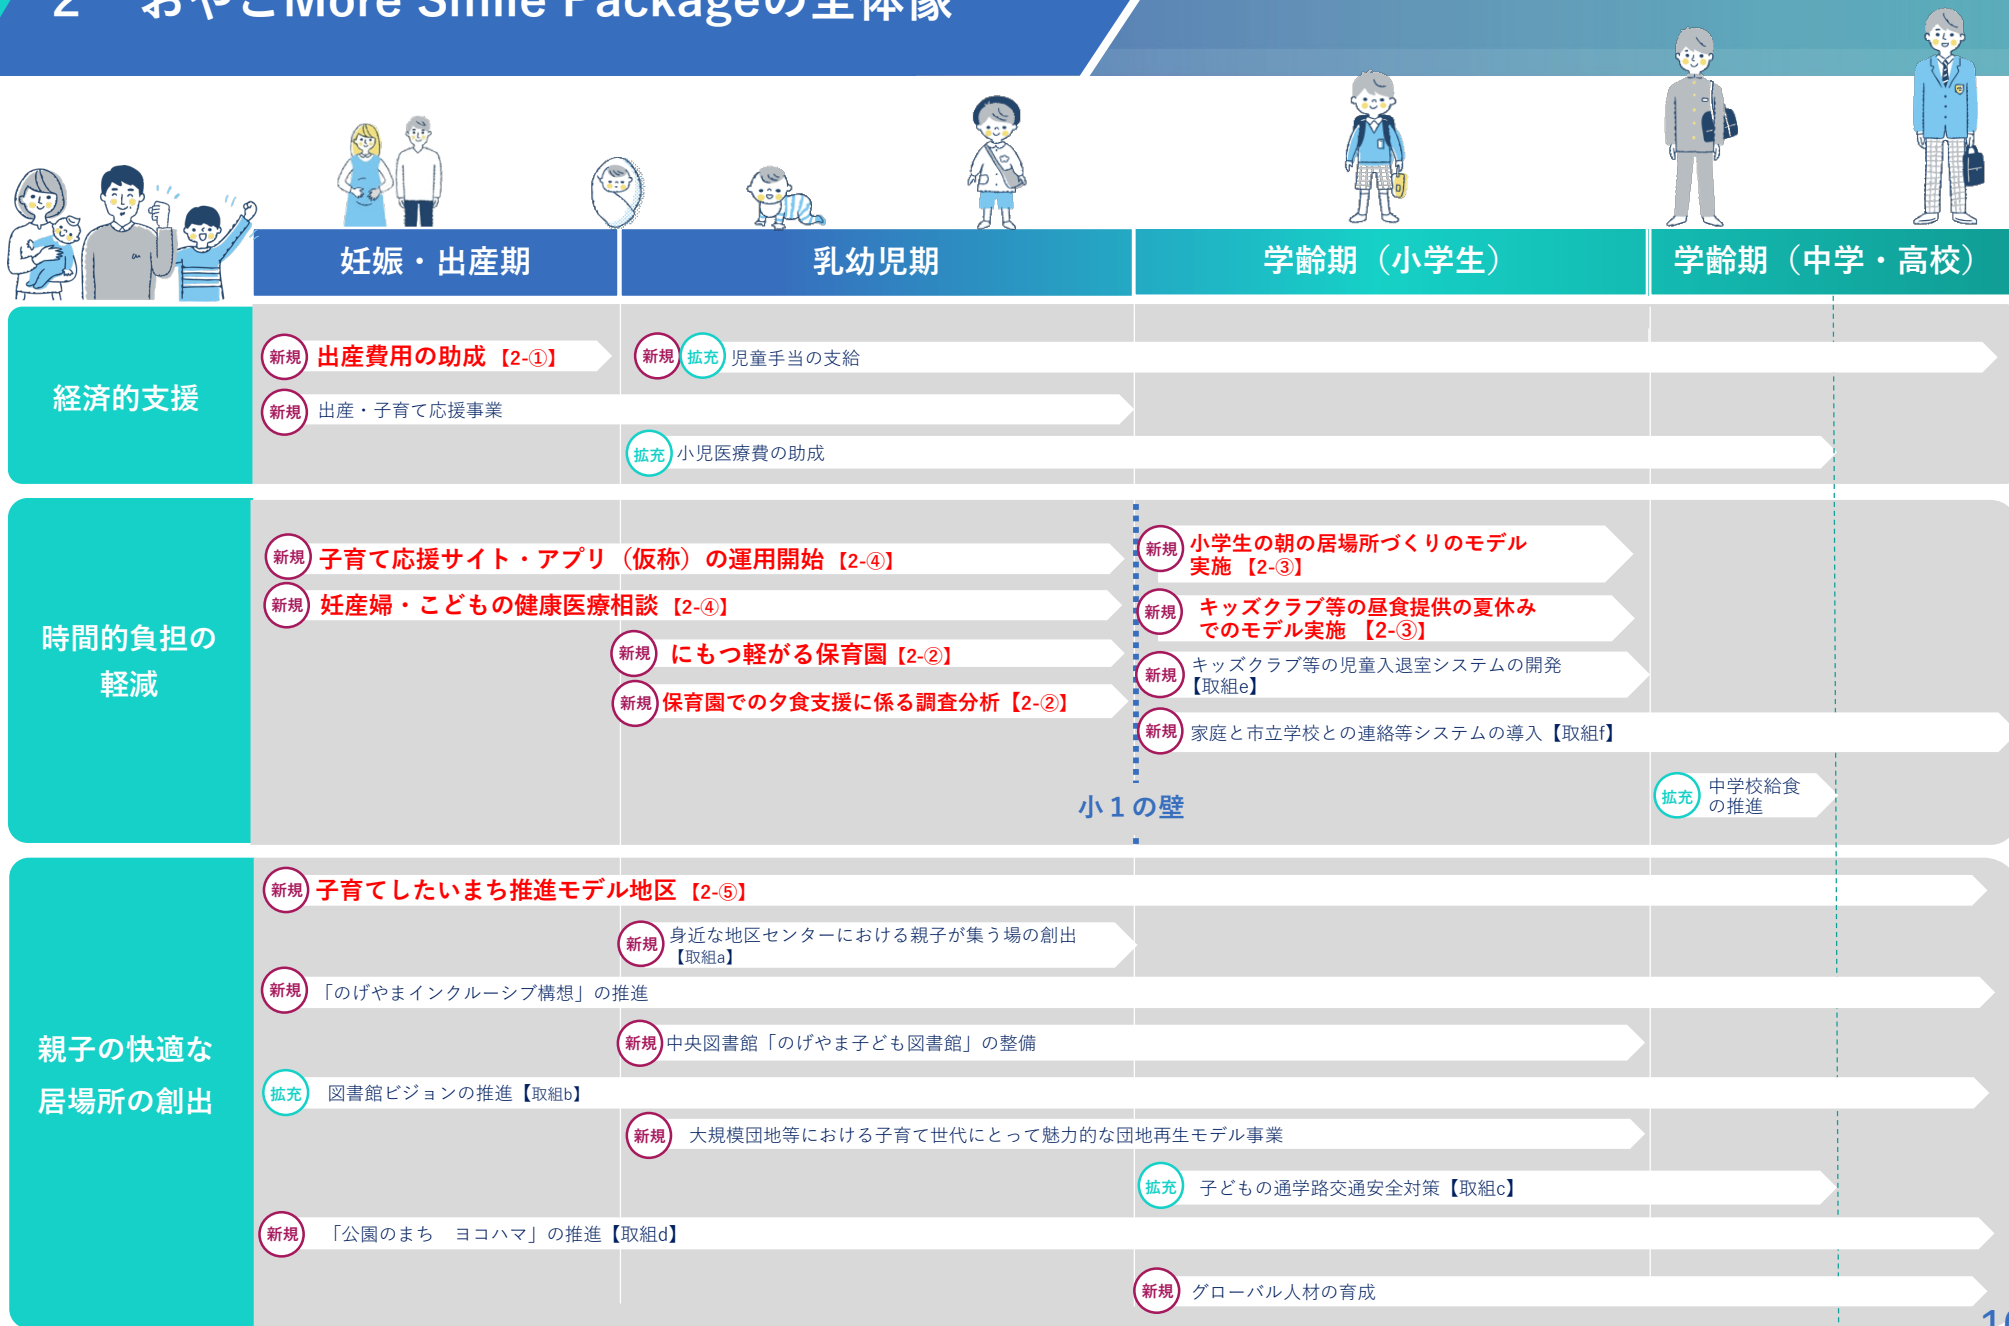 2 おやこMore Smile Packageの全体像
妊娠・出産期
乳幼児期
学齢期（小学生）
学齢期（中学・高校）
経済的支援
新規 出産費用の助成【2-①】
新規 拡充 児童手当の支給
新規 出産・子育て応援事業
拡充 小児医療費の助成
時間的負担の
軽減
新規 子育て応援サイト・アプリ（仮称）の運用開始【2-④】
新規 妊産婦・こどもの健康医療相談【2-④】
新規 にもつ軽がる保育園【2-②】
新規 保育園での夕食支援に係る調査分析【2-②】
小１の壁
新規 小学生の朝の居場所づくりのモデル
実施 【2-③】
新規 キッズクラブ等の昼食提供の夏休み
でのモデル実施 【2-③】
新規 キッズクラブ等の児童入退室システムの開発
【取組e】
新規 家庭と市立学校との連絡等システムの導入【取組f】
拡充 中学校給食
の推進
親子の快適な
居場所の創出
新規 子育てしたいまち推進モデル地区【2-⑤】
新規 身近な地区センターにおける親子が集う場の創出
【取組a】
新規 「のげやまインクルーシブ構想」の推進
新規 中央図書館「のげやま子ども図書館」の整備
拡充 図書館ビジョンの推進【取組b】
新規 大規模団地等における子育て世代にとって魅力的な団地再生モデル事業
拡充 子どもの通学路交通安全対策【取組c】
新規 「公園のまち　ヨコハマ」の推進【取組d】
新規 グローバル人材の育成